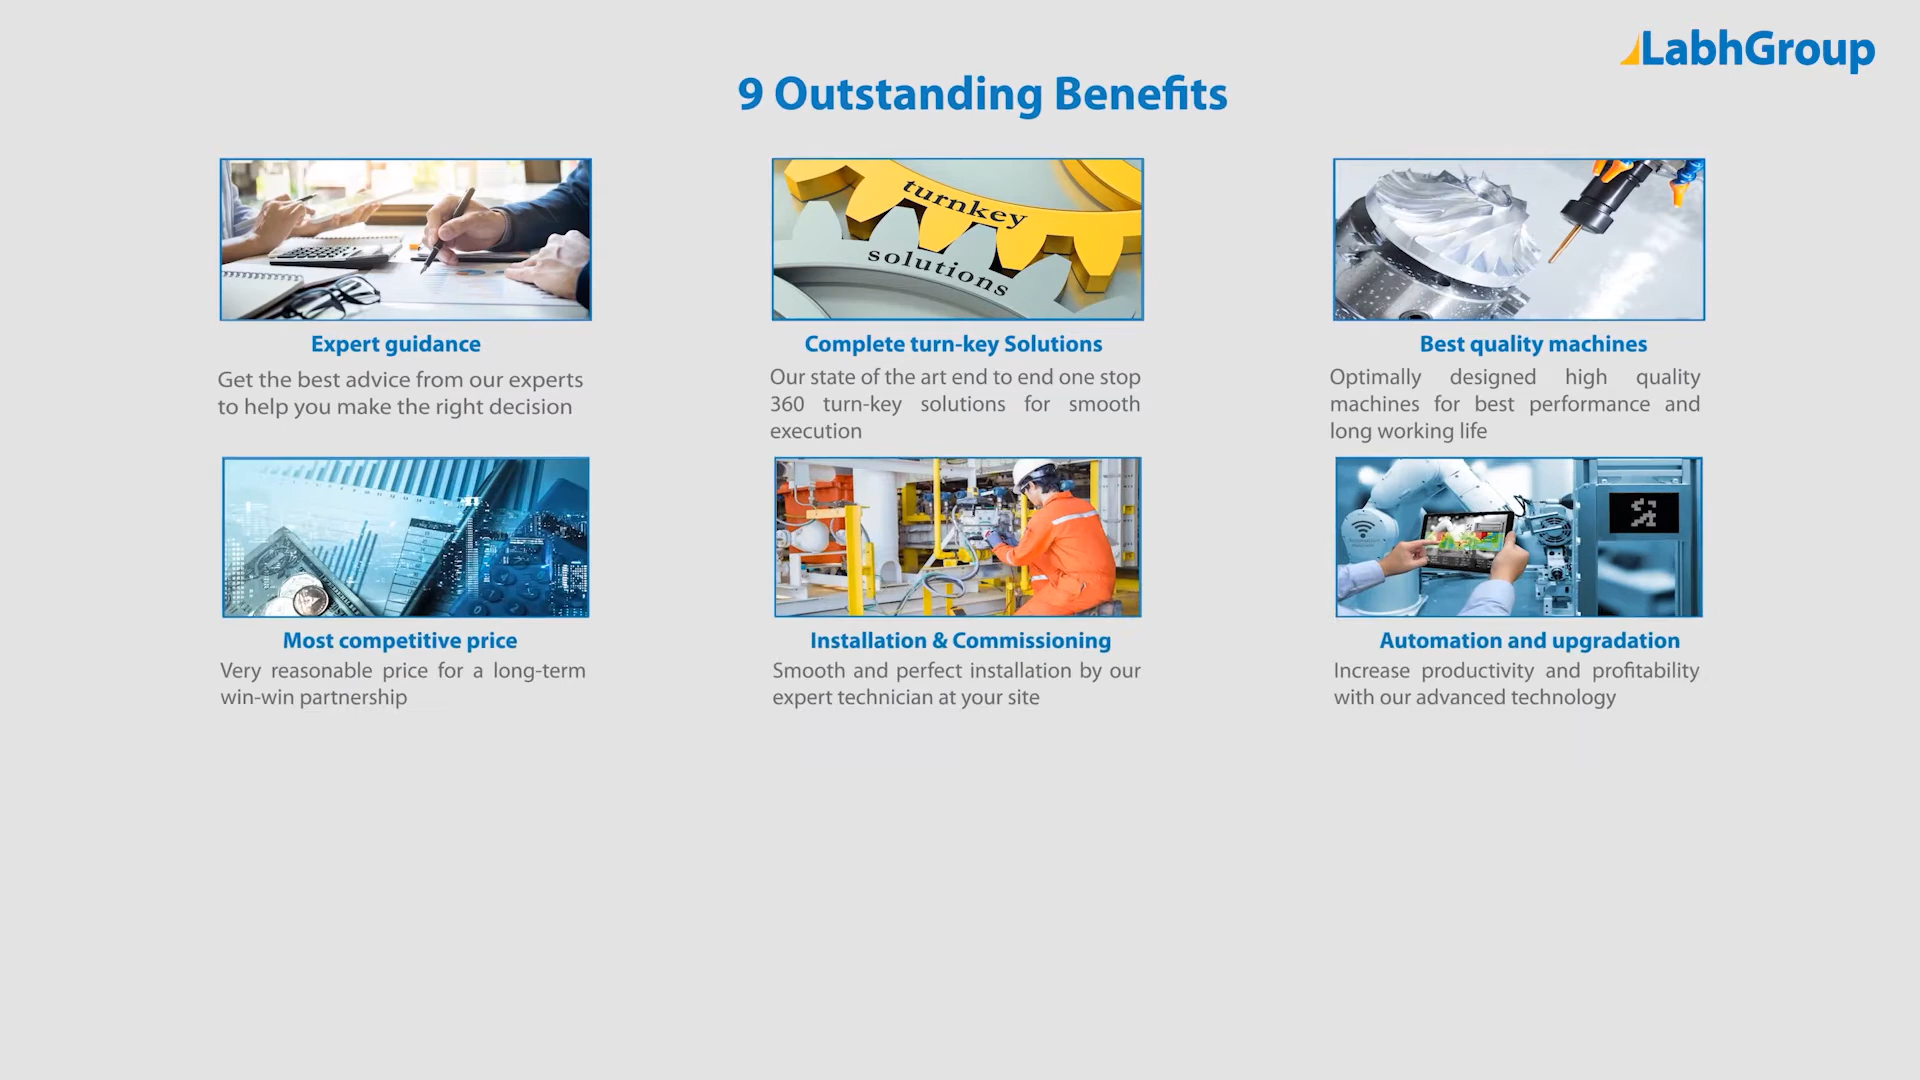 LabhGroup
9 Outstanding Benefits
turnkey
solutions
Expert guidance
Get the best advice from our experts
to help you make the right decision
Complete turn-key Solutions
Our state of the art end to end one stop
360 turn-key solutions for smooth
execution
Best quality machines
Optimally designed high quality
machines for best performance and
long working life
Most competitive price
Very reasonable price for a long-term
win-win partnership
Installation & Commissioning
Smooth and perfect installation by our
expert technician at your site
Automation and upgradation
Increase productivity and profitability
with our advanced technology